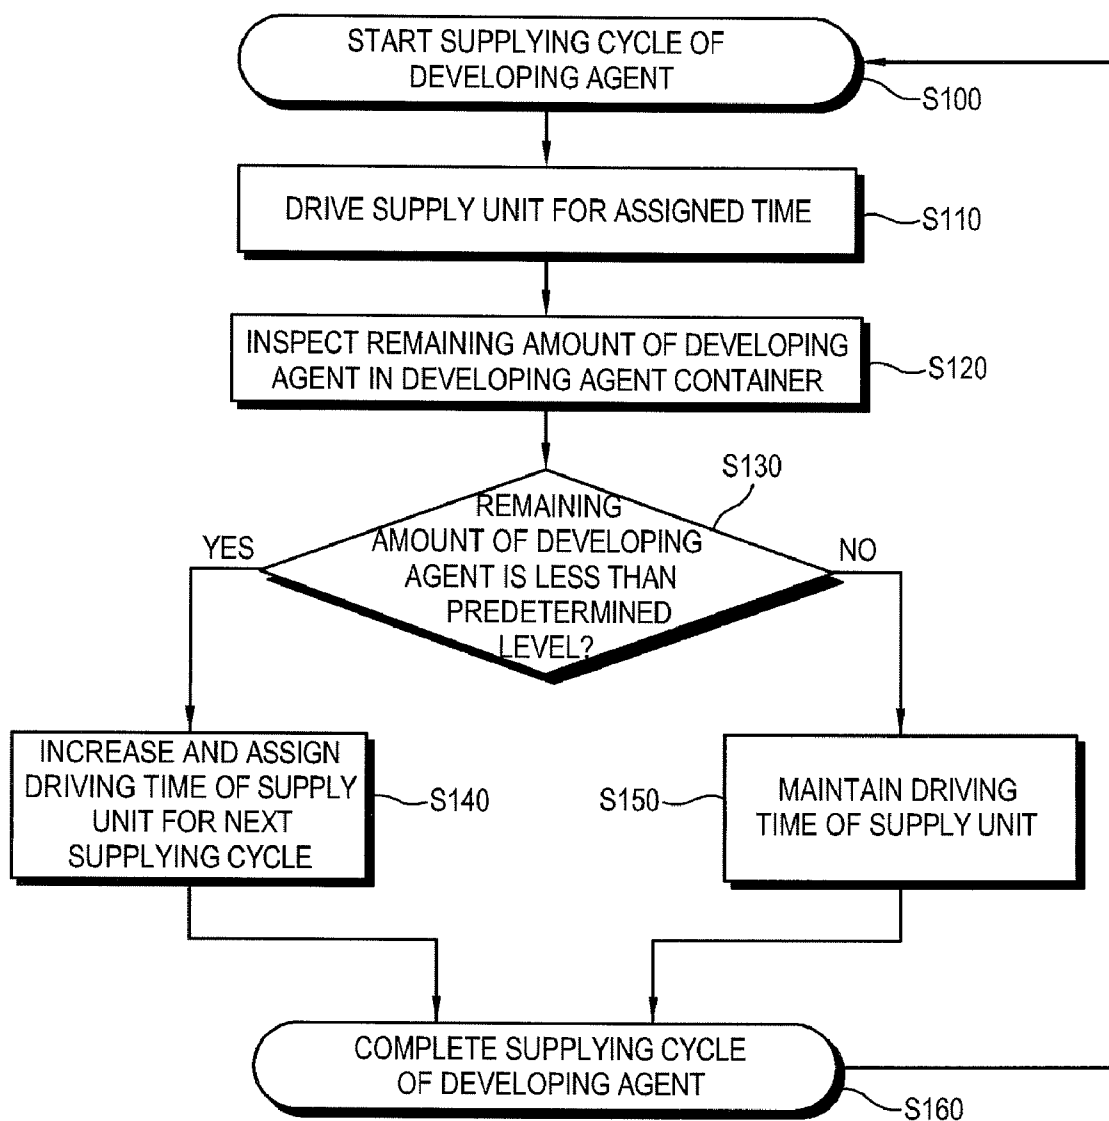 START SUPPLYING CYCLE OF
DEVELOPING AGENT
S100
DRIVE SUPPLY UNIT FOR ASSIGNED TIME
S110
INSPECT REMAINING AMOUNT OF DEVELOPING
AGENT IN DEVELOPING AGENT CONTAINER
S120
S130
REMAINING
AMOUNT OF DEVELOPING
AGENT IS LESS THAN
PREDETERMINED
LEVEL?
YES
NO
INCREASE AND ASSIGN
DRIVING TIME OF SUPPLY
UNIT FOR NEXT
SUPPLYING CYCLE
S140
S150
MAINTAIN DRIVING
TIME OF SUPPLY UNIT
COMPLETE SUPPLYING CYCLE
OF DEVELOPING AGENT
S160